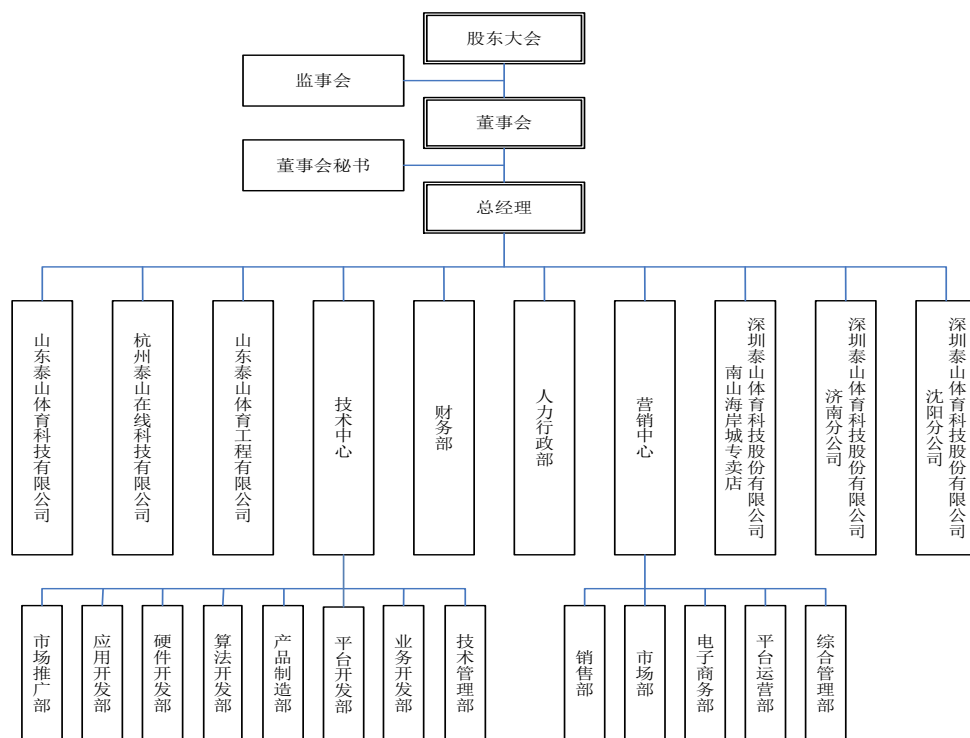 股东大会
监事会
董事会
董事会秘书
总经理
山东泰山体育科技有限公司
杭州泰山在线科技有限公司
山东泰山体育工程有限公司
技术中心
财务部
人力行政部
营销中心
深圳泰山体育科技股份有限公司
南山海岸城专卖店
深圳泰山体育科技股份有限公司
济南分公司
深圳泰山体育科技股份有限公司
沈阳分公司
市场推广部
应用开发部
硬件开发部
算法开发部
产品制造部
平台开发部
业务开发部
技术管理部
销售部
市场部
电子商务部
平台运营部
综合管理部